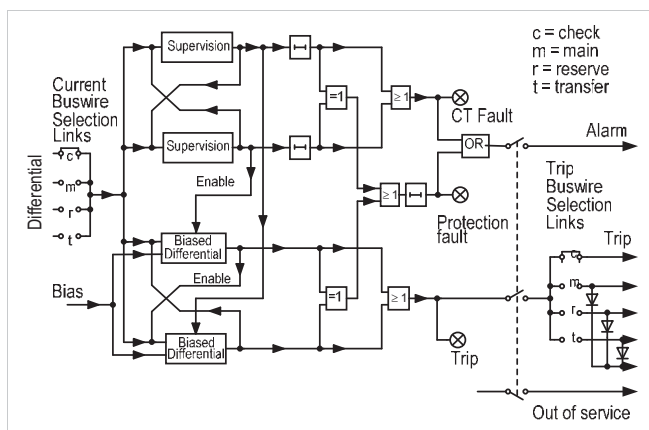 c = check
m = main
r = reserve
t = transfer
Supervision
Current
Buswire
Selection
Links
=1
≥ 1
CT Fault
Supervision
OR
Alarm
Differential
c
m
r
t
Enable
≥ 1
Protection
fault
Trip
Buswire
Selection
Links
Trip
Biased
Differential
Enable
Bias
=1
≥ 1
c
m
r
t
Biased
Differential
Trip
Out of service